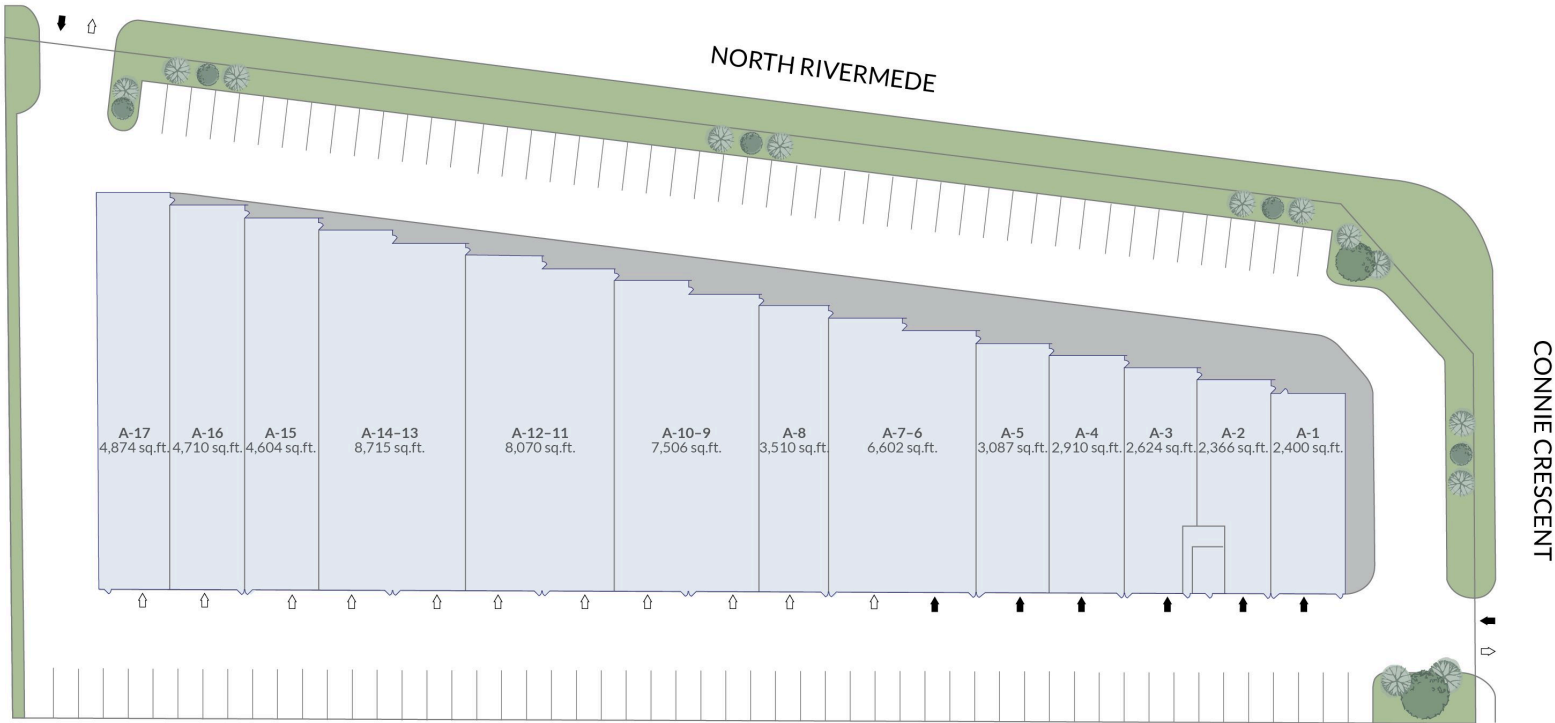 NORTH RIVERMEDE
CONNIE CRESCENT
A-17
4,874 sq.ft.
A-16
4,710 sq.ft.
A-15
4,604 sq.ft.
A-14–13
8,715 sq.ft.
A-12–11
8,070 sq.ft.
A-10–9
7,506 sq.ft.
A-8
3,510 sq.ft.
A-7–6
6,602 sq.ft.
A-5
3,087 sq.ft.
A-4
2,910 sq.ft.
A-3
2,624 sq.ft.
A-2
2,366 sq.ft.
A-1
2,400 sq.ft.